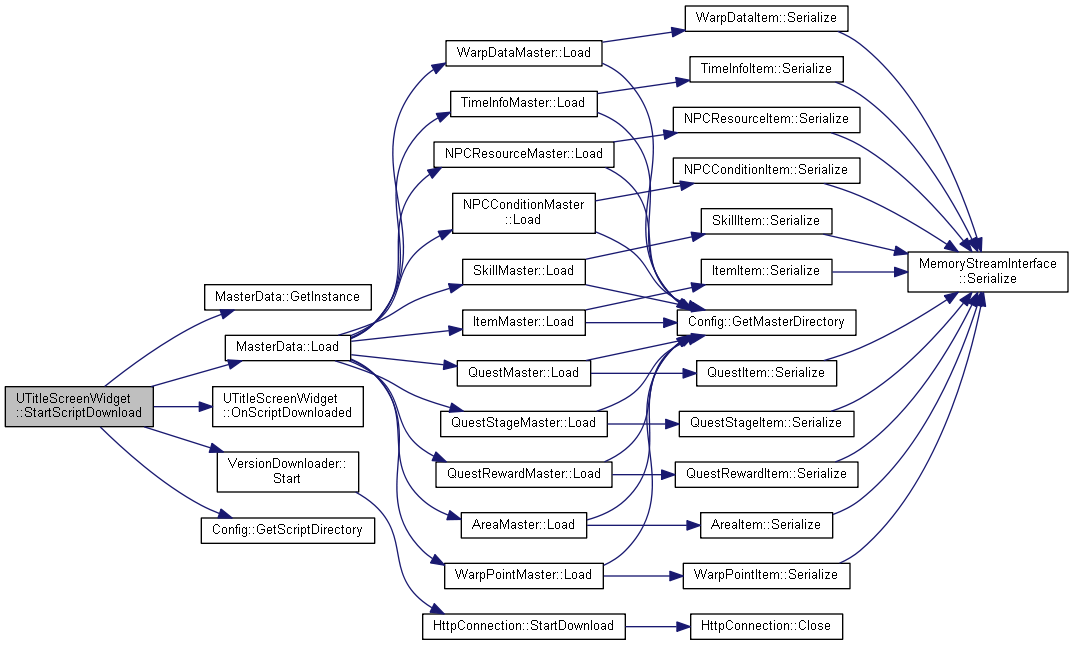 WarpDataItem::Serialize
WarpDataMaster::Load
TimeInfoItem::Serialize
TimeInfoMaster::Load
NPCResourceItem::Serialize
NPCResourceMaster::Load
NPCConditionItem::Serialize
NPCConditionMaster
::Load
SkillItem::Serialize
SkillMaster::Load
ItemItem::Serialize
MemoryStreamInterface
::Serialize
MasterData::GetInstance
ItemMaster::Load
Config::GetMasterDirectory
MasterData::Load
QuestMaster::Load
QuestItem::Serialize
UTitleScreenWidget
::StartScriptDownload
UTitleScreenWidget
::OnScriptDownloaded
QuestStageMaster::Load
QuestStageItem::Serialize
VersionDownloader::
Start
QuestRewardMaster::Load
QuestRewardItem::Serialize
Config::GetScriptDirectory
AreaMaster::Load
AreaItem::Serialize
WarpPointMaster::Load
WarpPointItem::Serialize
HttpConnection::StartDownload
HttpConnection::Close